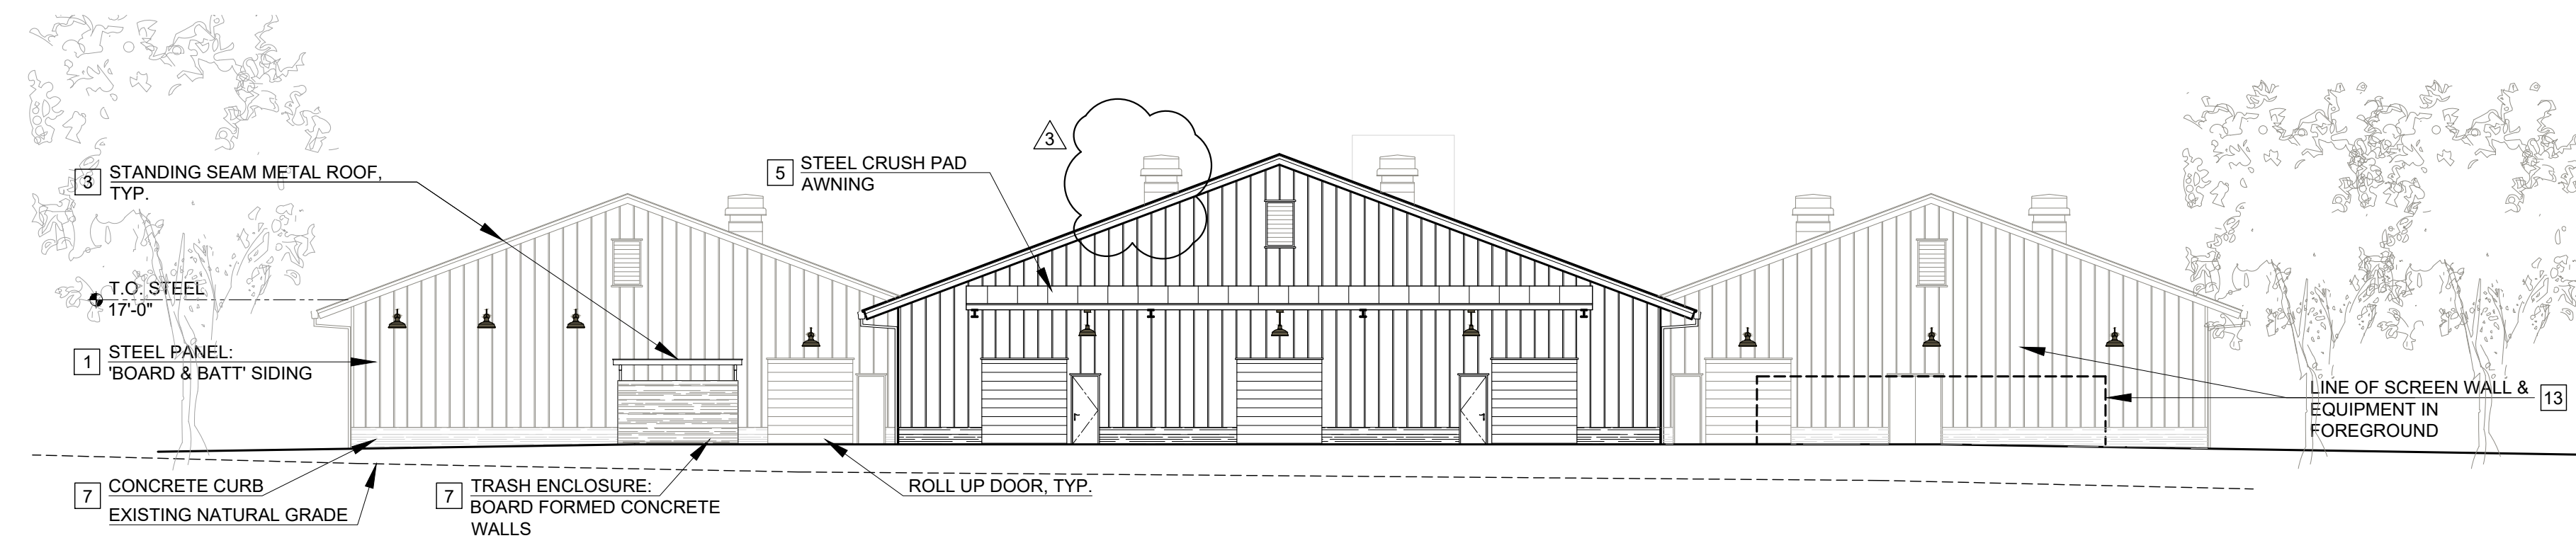 3
3 STANDING SEAM METAL ROOF,
TYP.
5 STEEL CRUSH PAD
AWNING
T.O. STEEL
17'-0"
1 STEEL PANEL:
'BOARD & BATT' SIDING
LINE OF SCREEN WALL & 13
EQUIPMENT IN
FOREGROUND
7 CONCRETE CURB
EXISTING NATURAL GRADE
7 TRASH ENCLOSURE:
BOARD FORMED CONCRETE
WALLS
ROLL UP DOOR, TYP.